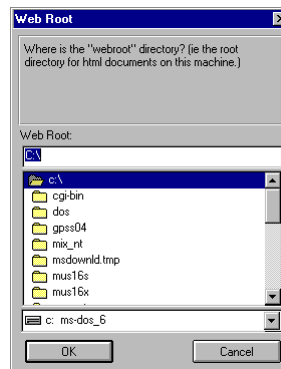 Web Root
Where is the "webroot" directory? (ie the root
directory for html documents on this machine.)
Web Root:
C:\
c:\
cgi-bin
dos
gpss04
mix_nt
msdownld.tmp
mus16s
mus16x
c: ms-dos_6
OK
Cancel